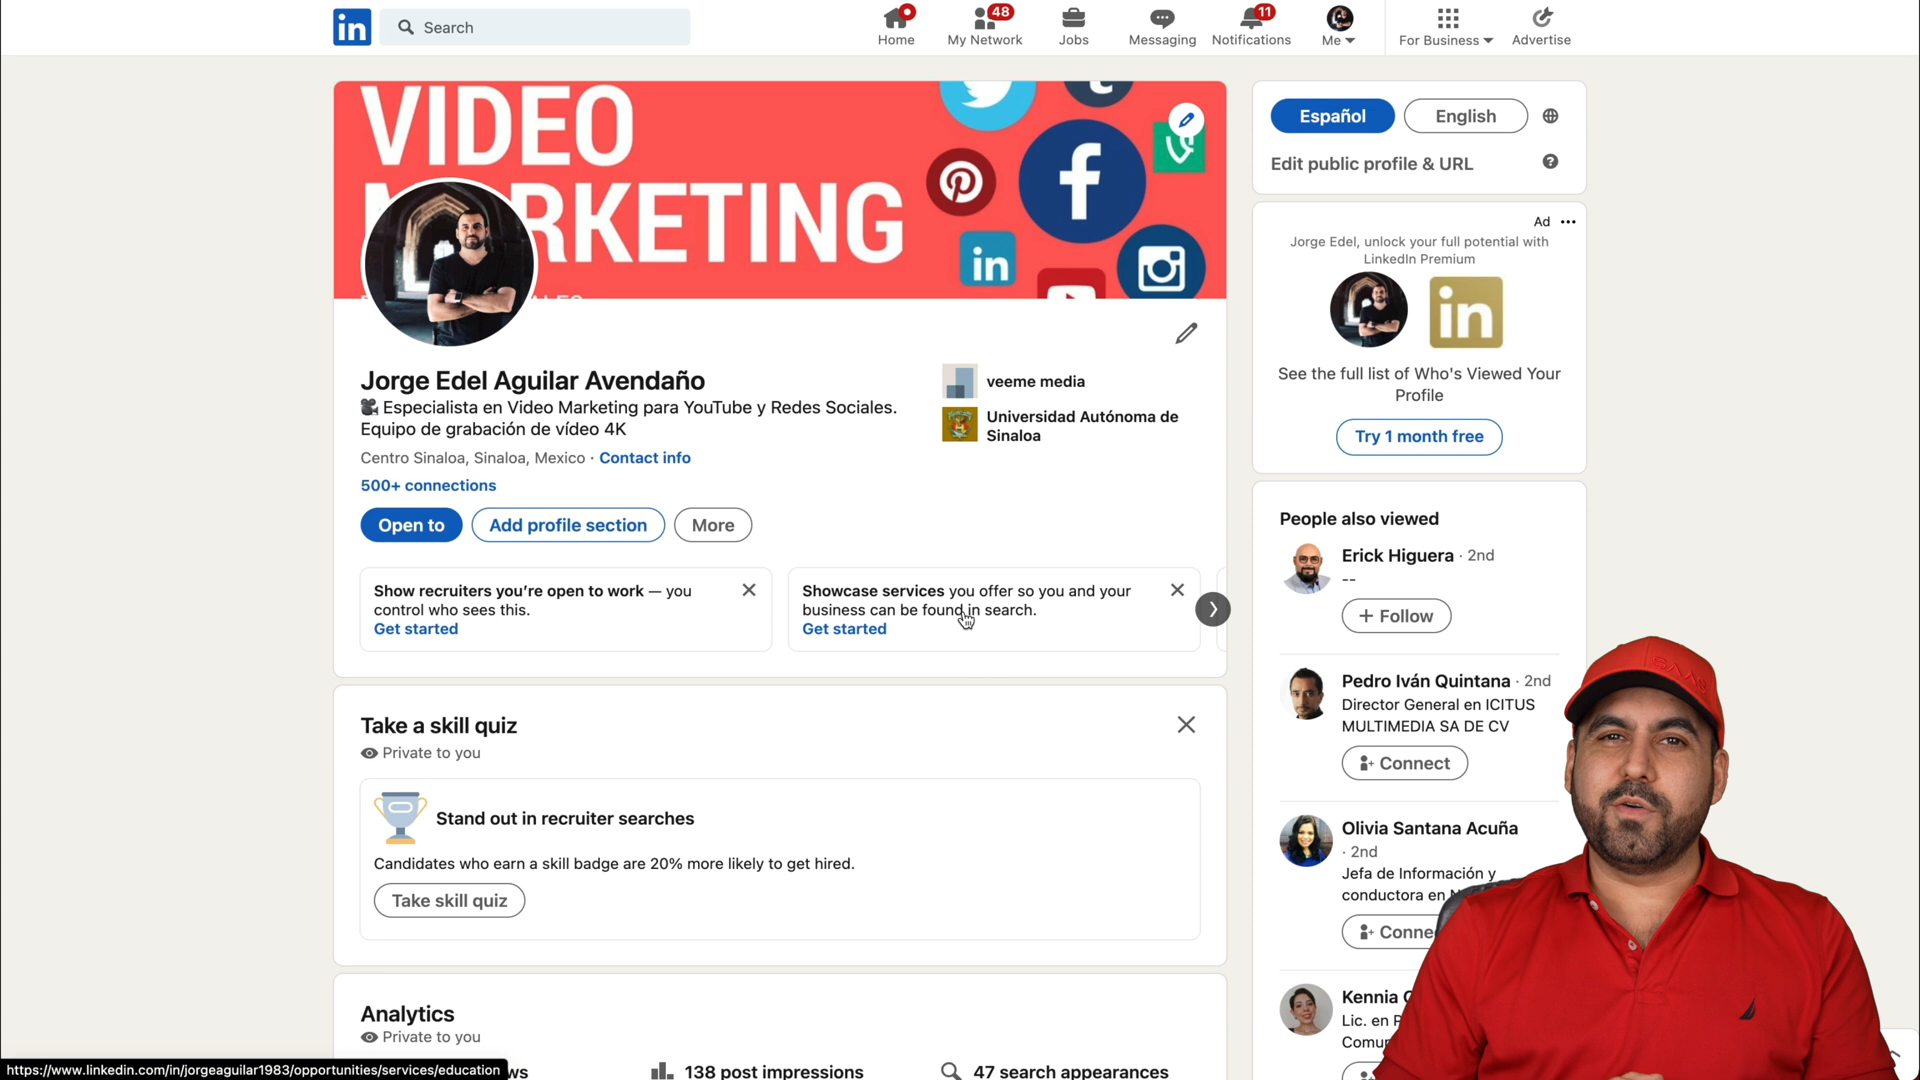 in
Search
48
11
Home
My Network
Jobs
Messaging
Notifications
Me
For Business
Advertise
VIDEO
MARKETING
in
Jorge Edel Aguilar Avendaño
Especialista en Video Marketing para YouTube y Redes Sociales.
Equipo de grabación de vídeo 4K
Centro Sinaloa, Sinaloa, Mexico · Contact info
500+ connections
veeme media
Universidad Autónoma de
Sinaloa
Open to
Add profile section
More
Show recruiters you’re open to work — you
control who sees this.
Get started
Showcase services you offer so you and your
business can be found in search.
Get started
Take a skill quiz
Private to you
Stand out in recruiter searches
Candidates who earn a skill badge are 20% more likely to get hired.
Take skill quiz
Analytics
Private to you
138 post impressions
47 search appearances
https://www.linkedin.com/in/jorgeaguilar1983/opportunities/services/education
Español
English
Edit public profile & URL
Ad
Jorge Edel, unlock your full potential with
LinkedIn Premium
in
See the full list of Who's Viewed Your
Profile
Try 1 month free
People also viewed
Erick Higuera · 2nd
--
+ Follow
Pedro Iván Quintana · 2nd
Director General en ICITUS
MULTIMEDIA SA DE CV
Connect
Olivia Santana Acuña
· 2nd
Jefa de Información y
conductora en
Conne
Kennia
Lic. en
Comu